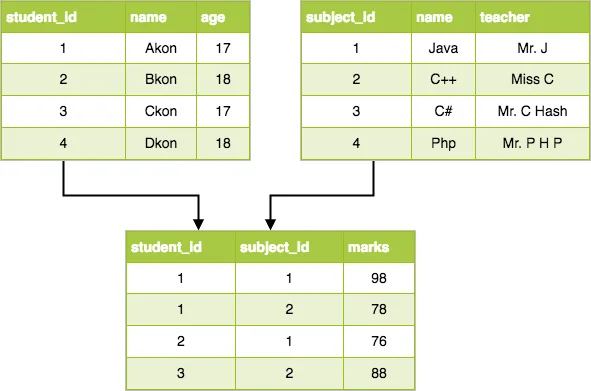 student_id name age
1 Akon 17
2 Bkon 18
3 Ckon 17
4 Dkon 18
subject_id name teacher
1 Java Mr. J
2 C++ Miss C
3 C# Mr. C Hash
4 Php Mr. P H P
student_id subject_id marks
1 1 98
1 2 78
2 1 76
3 2 88